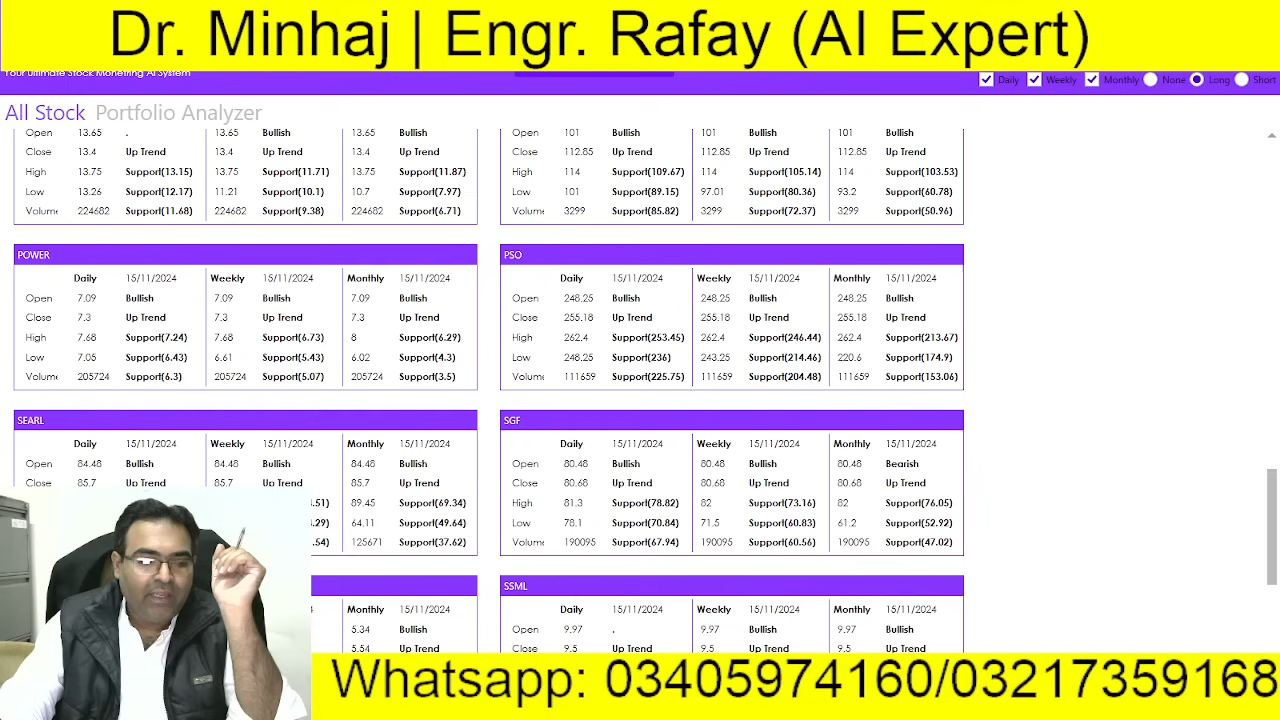 Dr. Minhaj | Engr. Rafay (AI Expert)
Your Ultimate Stock Monetring AI System
Daily Weekly Monthly None Long Short
All Stock Portfolio Analyzer
Open 13.65 . 13.65 Bullish 13.65 Bullish
Close 13.4 Up Trend 13.4 Up Trend 13.4 Up Trend
High 13.75 Support(13.15) 13.75 Support(11.71) 13.75 Support(11.87)
Low 13.26 Support(12.17) 11.21 Support(10.1) 10.7 Support(7.97)
Volume 224682 Support(11.68) 224682 Support(9.38) 224682 Support(6.71)
Open 101 Bullish 101 Bullish 101 Bullish
Close 112.85 Up Trend 112.85 Up Trend 112.85 Up Trend
High 114 Support(109.67) 114 Support(105.14) 114 Support(103.53)
Low 101 Support(89.15) 97.01 Support(80.36) 93.2 Support(60.78)
Volume 3299 Support(85.82) 3299 Support(72.37) 3299 Support(50.96)
POWER
Daily 15/11/2024 Weekly 15/11/2024 Monthly 15/11/2024
Open 7.09 Bullish 7.09 Bullish 7.09 Bullish
Close 7.3 Up Trend 7.3 Up Trend 7.3 Up Trend
High 7.68 Support(7.24) 7.68 Support(6.73) 8 Support(6.29)
Low 7.05 Support(6.43) 6.61 Support(5.43) 6.02 Support(4.3)
Volume 205724 Support(6.3) 205724 Support(5.07) 205724 Support(3.5)
PSO
Daily 15/11/2024 Weekly 15/11/2024 Monthly 15/11/2024
Open 248.25 Bullish 248.25 Bullish 248.25 Bullish
Close 255.18 Up Trend 255.18 Up Trend 255.18 Up Trend
High 262.4 Support(253.45) 262.4 Support(246.44) 262.4 Support(213.67)
Low 248.25 Support(236) 243.25 Support(214.46) 220.6 Support(174.9)
Volume 111659 Support(225.75) 111659 Support(204.48) 111659 Support(153.06)
SEARL
Daily 15/11/2024 Weekly 15/11/2024 Monthly 15/11/2024
Open 84.48 Bullish 84.48 Bullish 84.48 Bullish
Close 85.7 Up Trend 85.7 Up Trend 85.7 Up Trend
.51) 89.45 Support(69.34)
.29) 64.11 Support(49.64)
.54) 125671 Support(37.62)
SGF
Daily 15/11/2024 Weekly 15/11/2024 Monthly 15/11/2024
Open 80.48 Bullish 80.48 Bullish 80.48 Bearish
Close 80.68 Up Trend 80.68 Up Trend 80.68 Up Trend
High 81.3 Support(78.82) 82 Support(73.16) 82 Support(76.05)
Low 78.1 Support(70.84) 71.5 Support(60.83) 61.2 Support(52.92)
Volume 190095 Support(67.94) 190095 Support(60.56) 190095 Support(47.02)
Monthly 15/11/2024
5.34 Bullish
5.54 Up Trend
SSML
Daily 15/11/2024 Weekly 15/11/2024 Monthly 15/11/2024
Open 9.97 . 9.97 Bullish 9.97 Bullish
Close 9.5 Up Trend 9.5 Up Trend 9.5 Up Trend
Whatsapp: 03405974160/03217359168